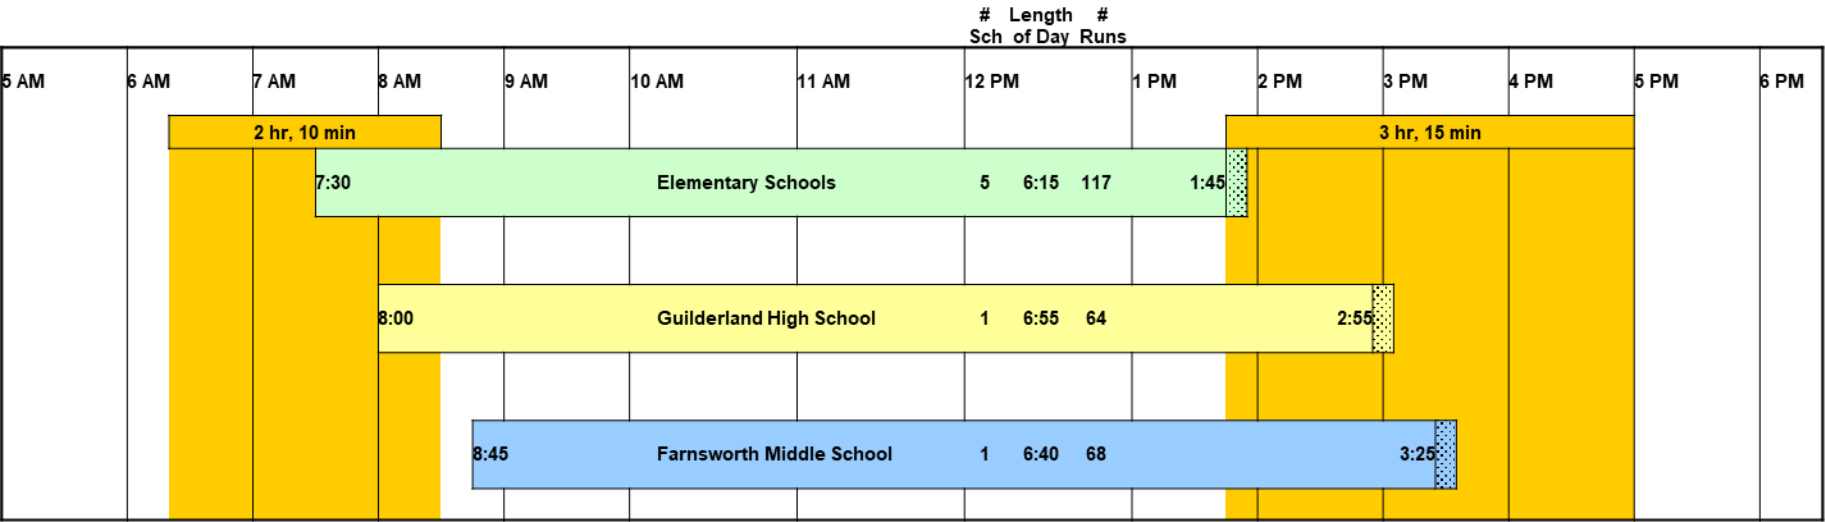 # Length #
Sch of Day Runs
5 AM 6 AM 7 AM 8 AM 9 AM 10 AM 11 AM 12 PM 1 PM 2 PM 3 PM 4 PM 5 PM 6 PM
2 hr, 10 min 3 hr, 15 min
7:30 Elementary Schools 5 6:15 117 1:45
8:00 Guilderland High School 1 6:55 64 2:55
8:45 Farnsworth Middle School 1 6:40 68 3:25